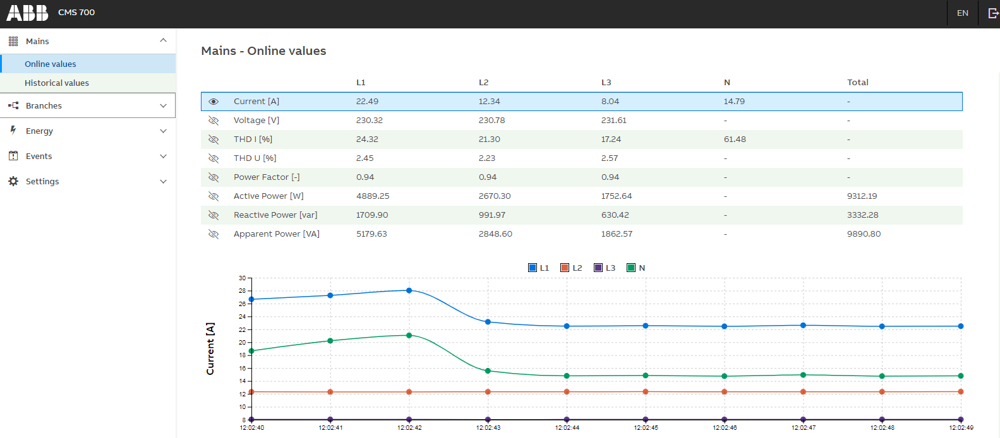 ABB CMS 700 EN
Mains
Online values
Historical values
Branches
Energy
Events
Settings
Mains - Online values
L1 L2 L3 N Total
Current [A] 22.49 12.34 8.04 14.79 -
Voltage [V] 230.32 230.78 231.61 - -
THD I [%] 24.32 21.30 17.24 61.48 -
THD U [%] 2.45 2.23 2.57 - -
Power Factor [-] 0.94 0.94 0.94 - -
Active Power [W] 4889.25 2670.30 1752.64 - 9312.19
Reactive Power [var] 1709.90 991.97 630.42 - 3332.28
Apparent Power [VA] 5179.63 2848.60 1862.57 - 9890.80
L1 L2 L3 N
Current [A]
30
28
26
24
22
20
18
16
14
12
10
8
12:02:40 12:02:41 12:02:42 12:02:43 12:02:44 12:02:45 12:02:46 12:02:47 12:02:48 12:02:49